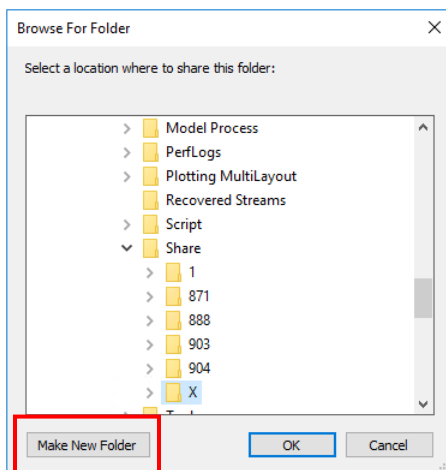 Browse For Folder
Select a location where to share this folder:
Model Process
PerfLogs
Plotting MultiLayout
Recovered Streams
Script
Share
1
871
888
903
904
X
Make New Folder
OK
Cancel